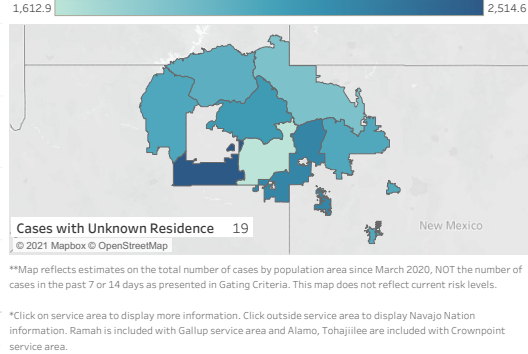 1,612.9 2,514.6
New Mexico
Cases with Unknown Residence 19
© 2021 Mapbox © OpenStreetMap
**Map reflects estimates on the total number of cases by population area since March 2020, NOT the number of
cases in the past 7 or 14 days as presented in Gating Criteria. This map does not reflect current risk levels.
*Click on service area to display more information. Click outside service area to display Navajo Nation
information. Ramah is included with Gallup service area and Alamo, Tohajiilee are included with Crownpoint
service area.